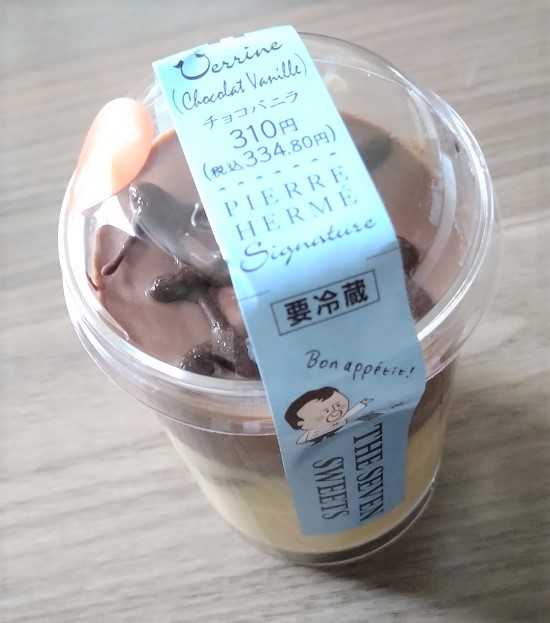 Verrine
(Chocolat Vanille)
チョコバニラ
310円
(税込334.80円)
PIERRE
HERMÉ
Signature
要冷蔵
Bon appétit!
THE SEVEN
SWEETS